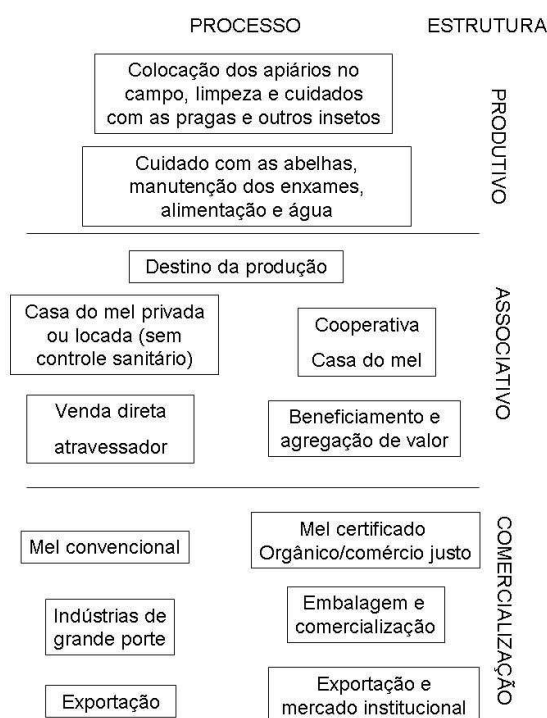 PROCESSO
ESTRUTURA
Colocação dos apiários no
campo, limpeza e cuidados
com as pragas e outros insetos
Cuidado com as abelhas,
manutenção dos enxames,
alimentação e água
PRODUTIVO
Destino da produção
Casa do mel privada
ou locada (sem
controle sanitário)
Cooperativa
Casa do mel
Venda direta
atravessador
Beneficiamento e
agregação de valor
ASSOCIATIVO
Mel convencional
Mel certificado
Orgânico/comércio justo
Indústrias de
grande porte
Embalagem e
comercialização
Exportação
Exportação e
mercado institucional
COMERCIALIZAÇÃO